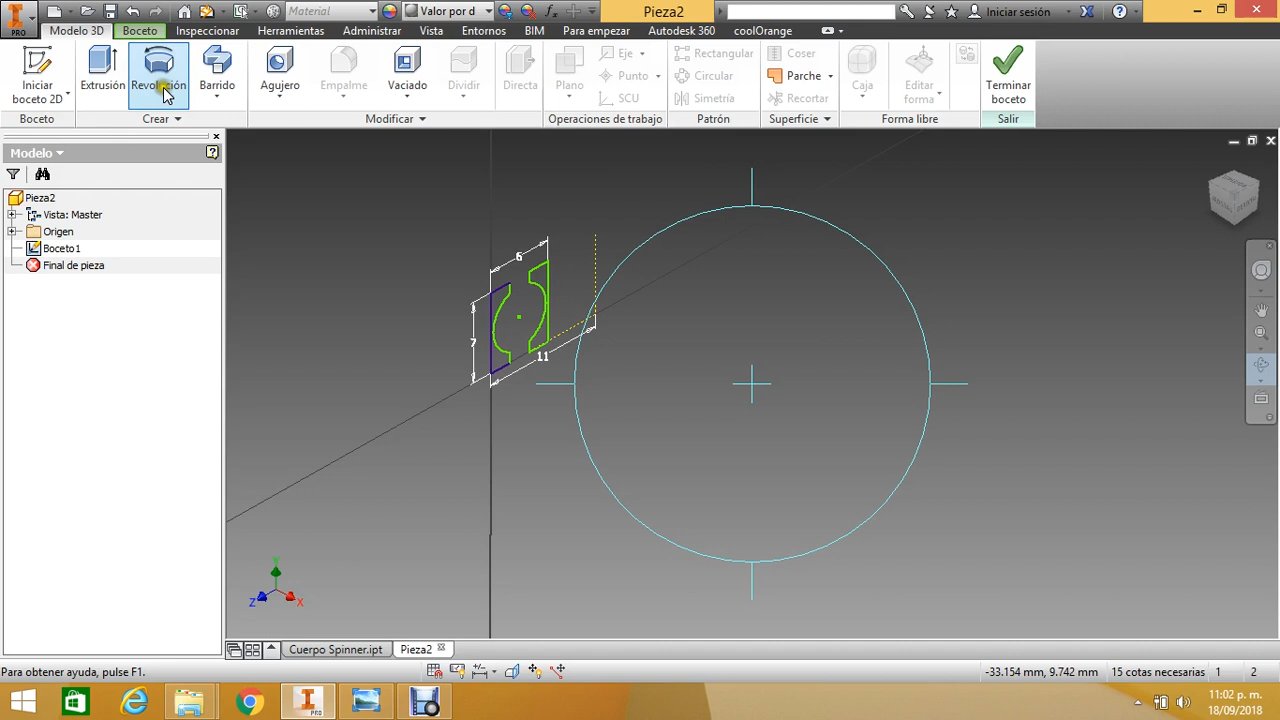 PRO
Material
Valor por d
Pieza2
Iniciar sesión
Modelo 3D
Boceto
Inspeccionar
Herramientas
Administrar
Vista
Entornos
BIM
Para empezar
Autodesk 360
coolOrange
Iniciar
boceto 2D
Extrusión
Revolución
Barrido
Agujero
Empalme
Vaciado
Dividir
Directa
Plano
Eje
Punto
SCU
Rectangular
Circular
Simetría
Coser
Parche
Recortar
Caja
Editar
forma
Terminar
boceto
Boceto
Crear
Modificar
Operaciones de trabajo
Patrón
Superficie
Forma libre
Salir
Modelo
Pieza2
Vista: Master
Origen
Boceto1
Final de pieza
6
7
11
Y
Z
X
Cuerpo Spinner.ipt
Pieza2
Para obtener ayuda, pulse F1.
-33.154 mm, 9.742 mm
15 cotas necesarias
1
2
PRO
11:02 p. m.
18/09/2018